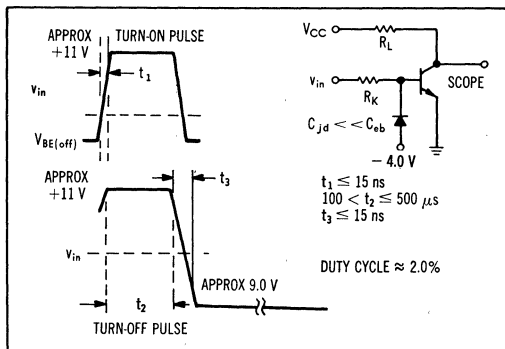 APPROX
+11 V
TURN-ON PULSE
t1
vin
VBE(off)
APPROX
+11 V
t3
vin
APPROX 9.0 V
t2
TURN-OFF PULSE
VCC
RL
SCOPE
vin
RK
Cjd << Ceb
− 4.0 V
t1 ≤ 15 ns
100 < t2 ≤ 500 μs
t3 ≤ 15 ns
DUTY CYCLE ≈ 2.0%